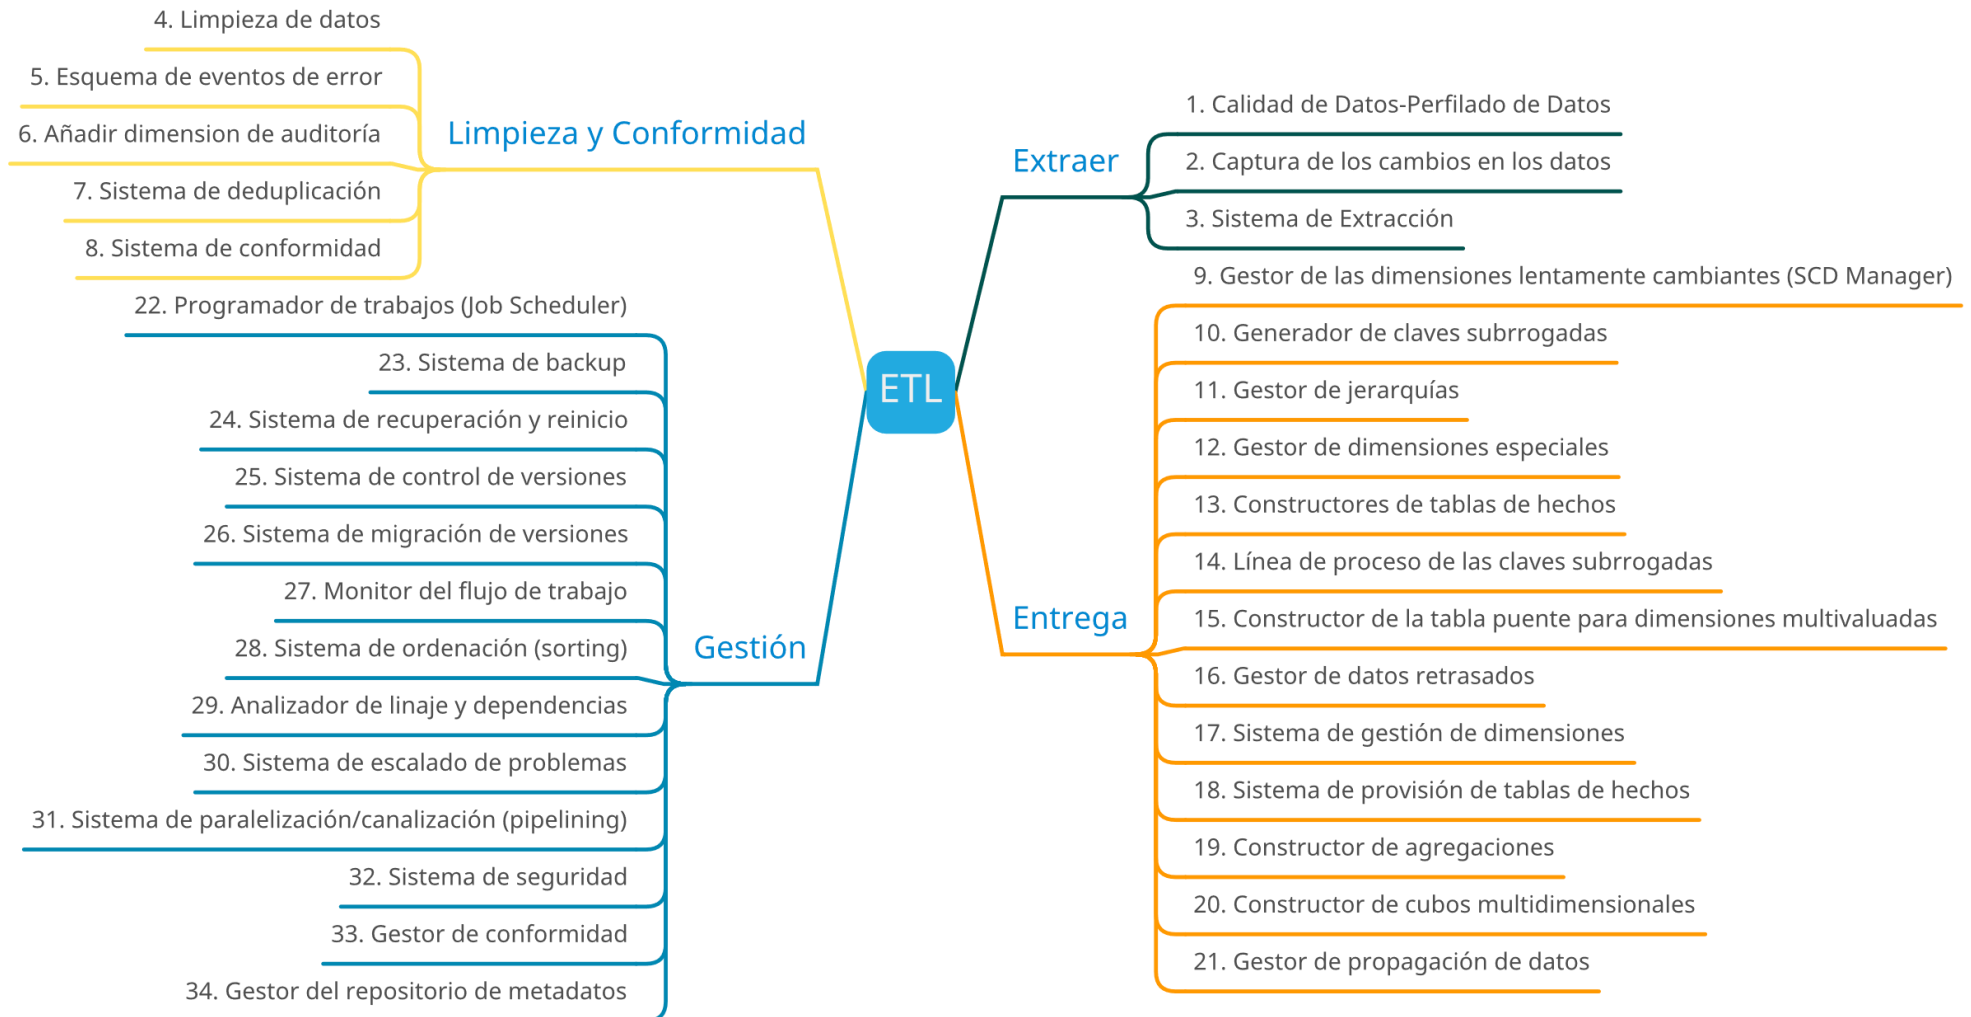 ETL
Extraer
1. Calidad de Datos-Perfilado de Datos
2. Captura de los cambios en los datos
3. Sistema de Extracción
Limpieza y Conformidad
4. Limpieza de datos
5. Esquema de eventos de error
6. Añadir dimension de auditoría
7. Sistema de deduplicación
8. Sistema de conformidad
Entrega
9. Gestor de las dimensiones lentamente cambiantes (SCD Manager)
10. Generador de claves subrrogadas
11. Gestor de jerarquías
12. Gestor de dimensiones especiales
13. Constructores de tablas de hechos
14. Línea de proceso de las claves subrrogadas
15. Constructor de la tabla puente para dimensiones multivaluadas
16. Gestor de datos retrasados
17. Sistema de gestión de dimensiones
18. Sistema de provisión de tablas de hechos
19. Constructor de agregaciones
20. Constructor de cubos multidimensionales
21. Gestor de propagación de datos
Gestión
22. Programador de trabajos (Job Scheduler)
23. Sistema de backup
24. Sistema de recuperación y reinicio
25. Sistema de control de versiones
26. Sistema de migración de versiones
27. Monitor del flujo de trabajo
28. Sistema de ordenación (sorting)
29. Analizador de linaje y dependencias
30. Sistema de escalado de problemas
31. Sistema de paralelización/canalización (pipelining)
32. Sistema de seguridad
33. Gestor de conformidad
34. Gestor del repositorio de metadatos